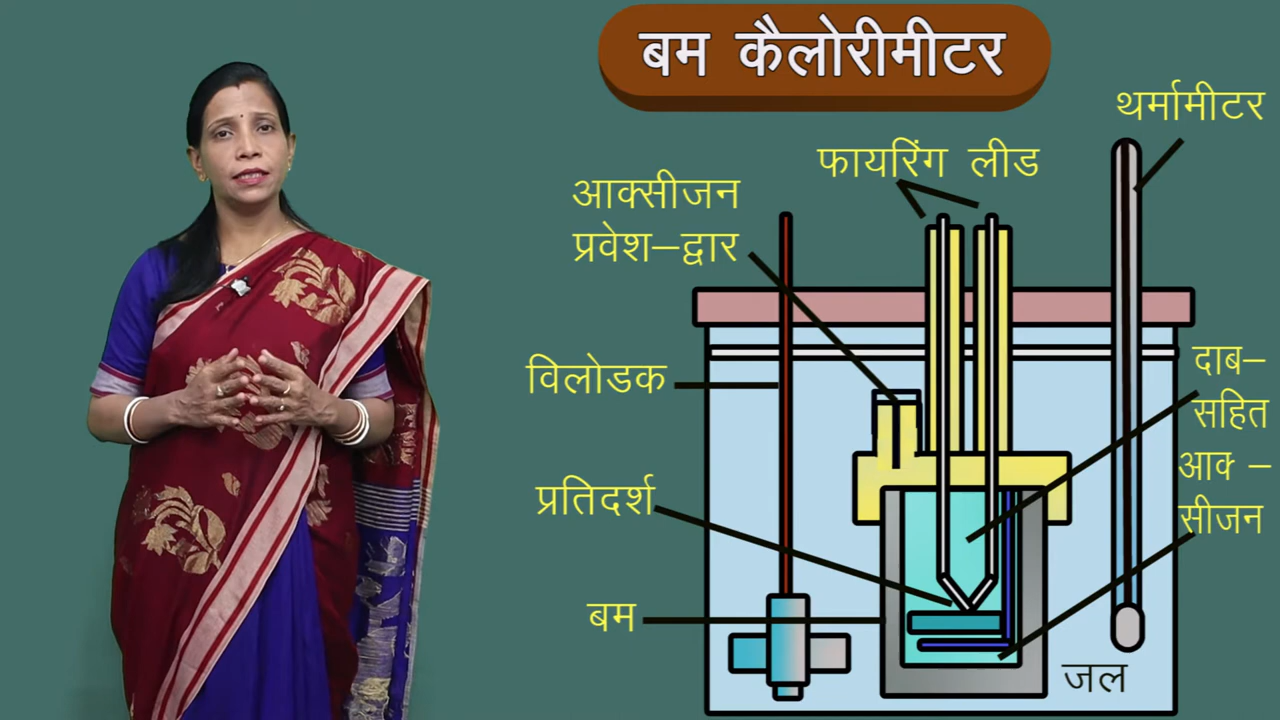 बम कैलोरीमीटर
थर्मामीटर
फायरिंग लीड
आक्सीजन
प्रवेश–द्वार
विलोडक
दाब–
सहित
आक –
सीजन
प्रतिदर्श
बम
जल